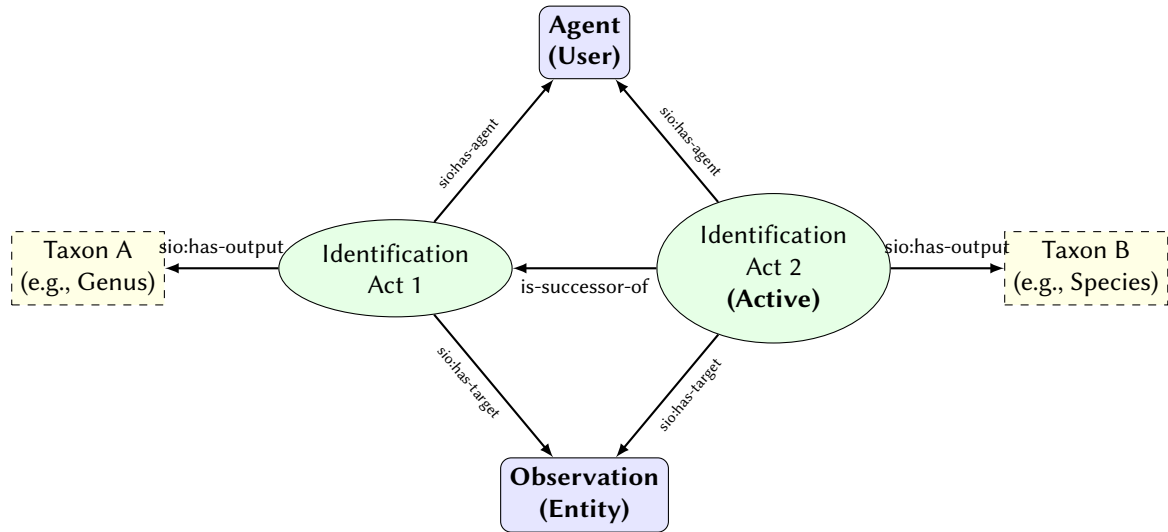 Agent
(User)
sio:has-agent
sio:has-agent
Taxon A
(e.g., Genus)
sio:has-output
Identification
Act 1
is-successor-of
Identification
Act 2
(Active)
sio:has-output
Taxon B
(e.g., Species)
sio:has-target
sio:has-target
Observation
(Entity)